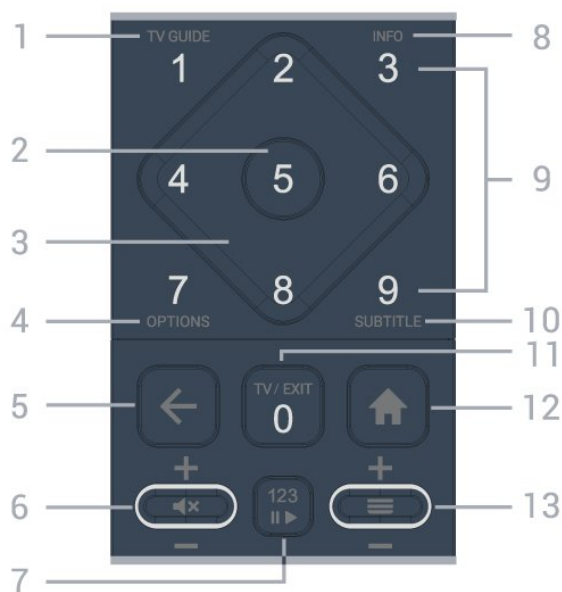 1 TV GUIDE INFO 8
1 2 3
2 9
4 5 6
3
7 8 9
4 OPTIONS SUBTITLE 10
11
5 TV / EXIT 12
0
+ +
6 123 13
− −
7